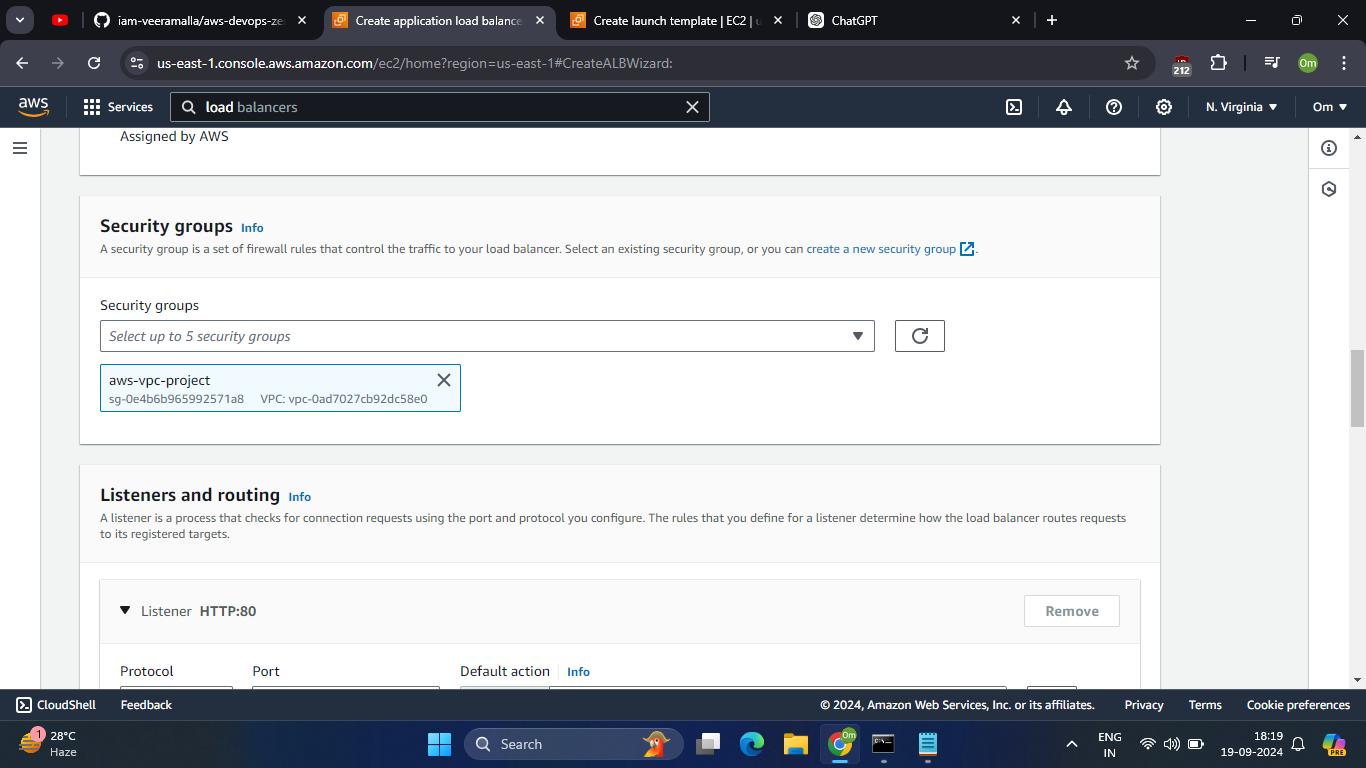 iam-veeramalla/aws-devops-ze
Create application load balance
Create launch template | EC2 | u
ChatGPT
us-east-1.console.aws.amazon.com/ec2/home?region=us-east-1#CreateALBWizard:
212
Om
aws
Services
load balancers
N. Virginia
Om
Assigned by AWS
Security groups Info
A security group is a set of firewall rules that control the traffic to your load balancer. Select an existing security group, or you can create a new security group.
Security groups
Select up to 5 security groups
aws-vpc-project
sg-0e4b6b965992571a8 VPC: vpc-0ad7027cb92dc58e0
Listeners and routing Info
A listener is a process that checks for connection requests using the port and protocol you configure. The rules that you define for a listener determine how the load balancer routes requests
to its registered targets.
Listener HTTP:80
Remove
Protocol
Port
Default action Info
CloudShell
Feedback
© 2024, Amazon Web Services, Inc. or its affiliates.
Privacy
Terms
Cookie preferences
1
28°C
Haze
Search
Om
ENG
IN
18:19
19-09-2024
PRE